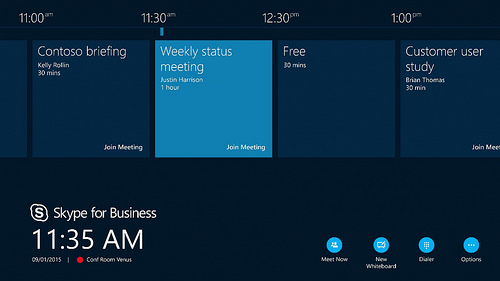 11:00am 11:30am 12:30pm 1:00pm
Contoso briefing
Kelly Rollin
30 mins
Join Meeting
Weekly status
meeting
Justin Harrison
1 hour
Join Meeting
Free
30 mins
Customer user
study
Brian Thomas
30 min
Join Meet
S Skype for Business
11:35 AM
09/01/2015 | Conf Room Venus
Meet Now
New
Whiteboard
Dialer
Options